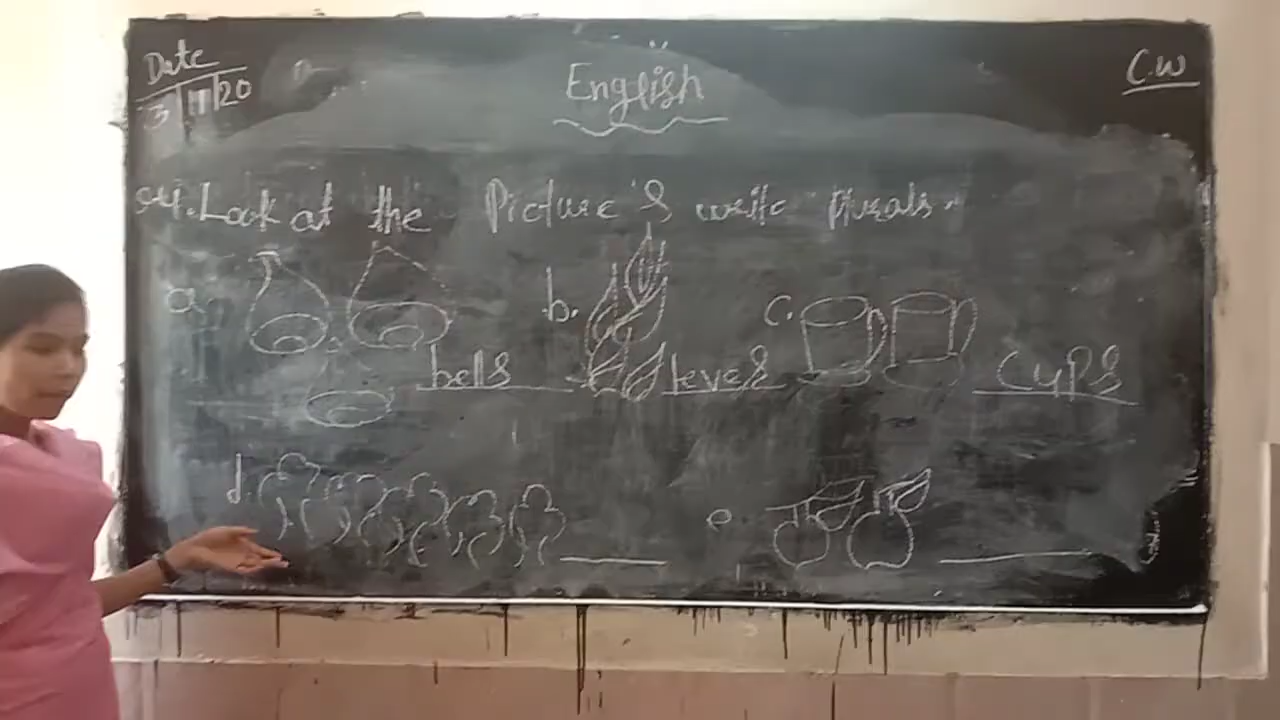 Date
3/11/20
English
C.W
Q4. Look at the Picture's & write plurals.
a. bells
b. leves
c. Cups
d.
e.